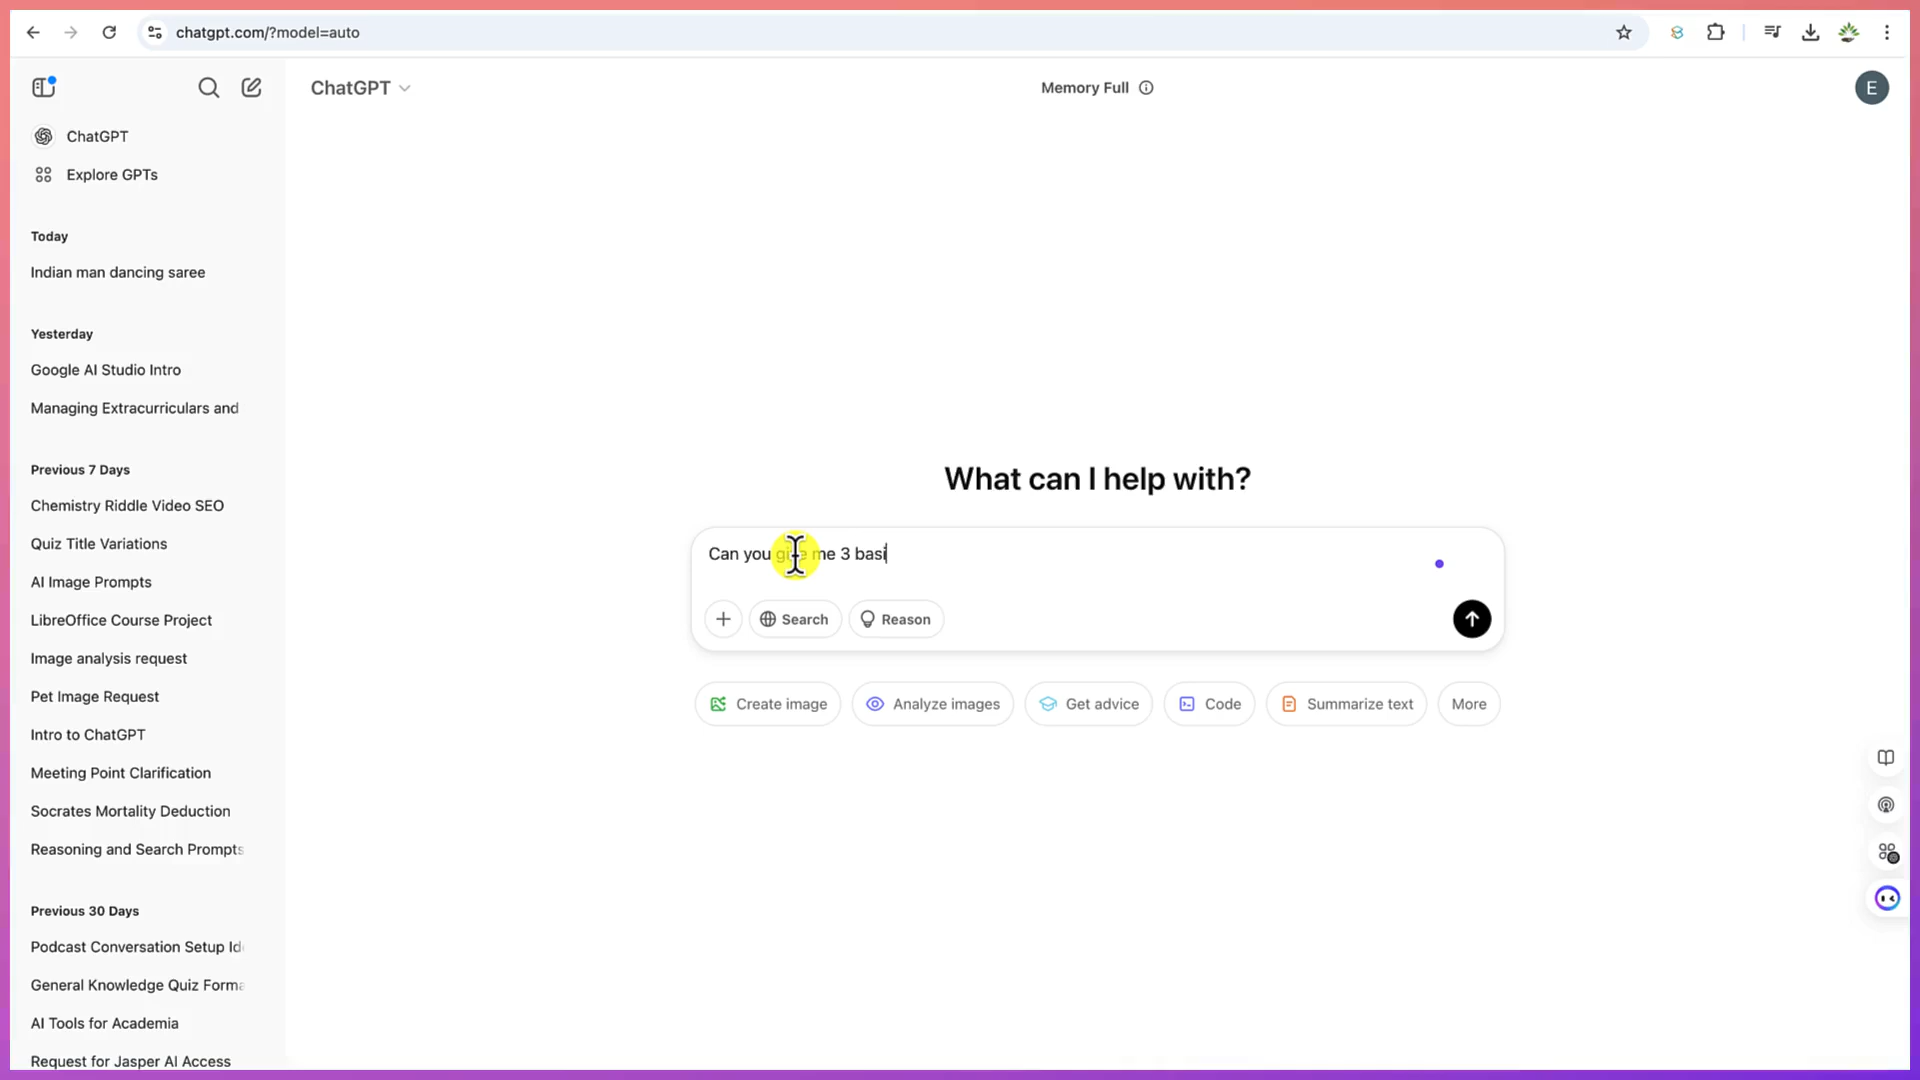 chatgpt.com/?model=auto
ChatGPT
Memory Full
E
ChatGPT
Explore GPTs
Today
Indian man dancing saree
Yesterday
Google AI Studio Intro
Managing Extracurriculars and
Previous 7 Days
Chemistry Riddle Video SEO
Quiz Title Variations
AI Image Prompts
LibreOffice Course Project
Image analysis request
Pet Image Request
Intro to ChatGPT
Meeting Point Clarification
Socrates Mortality Deduction
Reasoning and Search Prompts
Previous 30 Days
Podcast Conversation Setup Id
General Knowledge Quiz Forma
AI Tools for Academia
Request for Jasper AI Access
What can I help with?
Can you give me 3 basi
Search
Reason
Create image
Analyze images
Get advice
Code
Summarize text
More